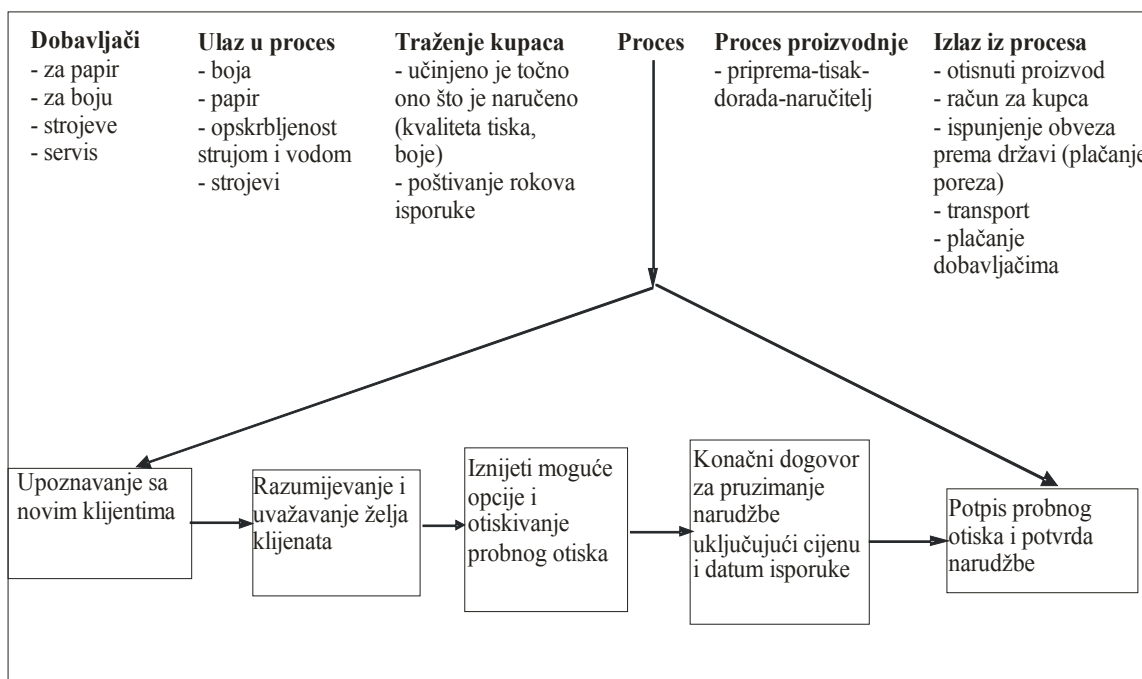 Dobavljači
- za papir
- za boju
- strojeve
- servis
Ulaz u proces
- boja
- papir
- opskrbljenost
strujom i vodom
- strojevi
Traženje kupaca
- učinjeno je točno
ono što je naručeno
(kvaliteta tiska,
boje)
- poštivanje rokova
isporuke
Proces
Proces proizvodnje
- priprema-tisak-
dorada-naručitelj
Izlaz iz procesa
- otisnuti proizvod
- račun za kupca
- ispunjenje obveza
prema državi (plačanje
poreza)
- transport
- plačanje
dobavljačima
Upoznavanje sa
novim klijentima
Razumijevanje i
uvažavanje želja
klijenata
Iznijeti moguće
opcije i
otiskivanje
probnog otiska
Konačni dogovor
za pruzimanje
narudžbe
uključujući cijenu
i datum isporuke
Potpis probnog
otiska i potvrda
narudžbe